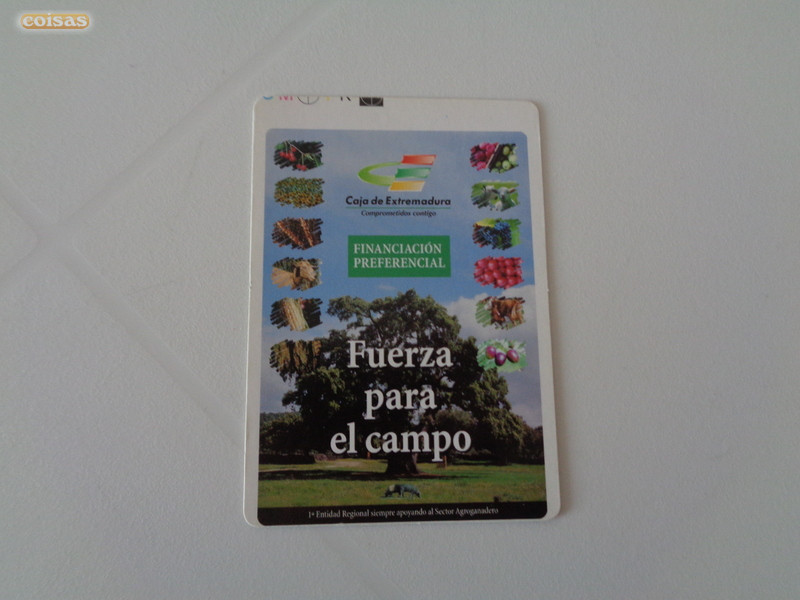 coisas
Caja de Extremadura
Comprometidos contigo.
FINANCIACIÓN
PREFERENCIAL
Fuerza
para
el campo
1ª Entidad Regional siempre apoyando al Sector Agroganadero